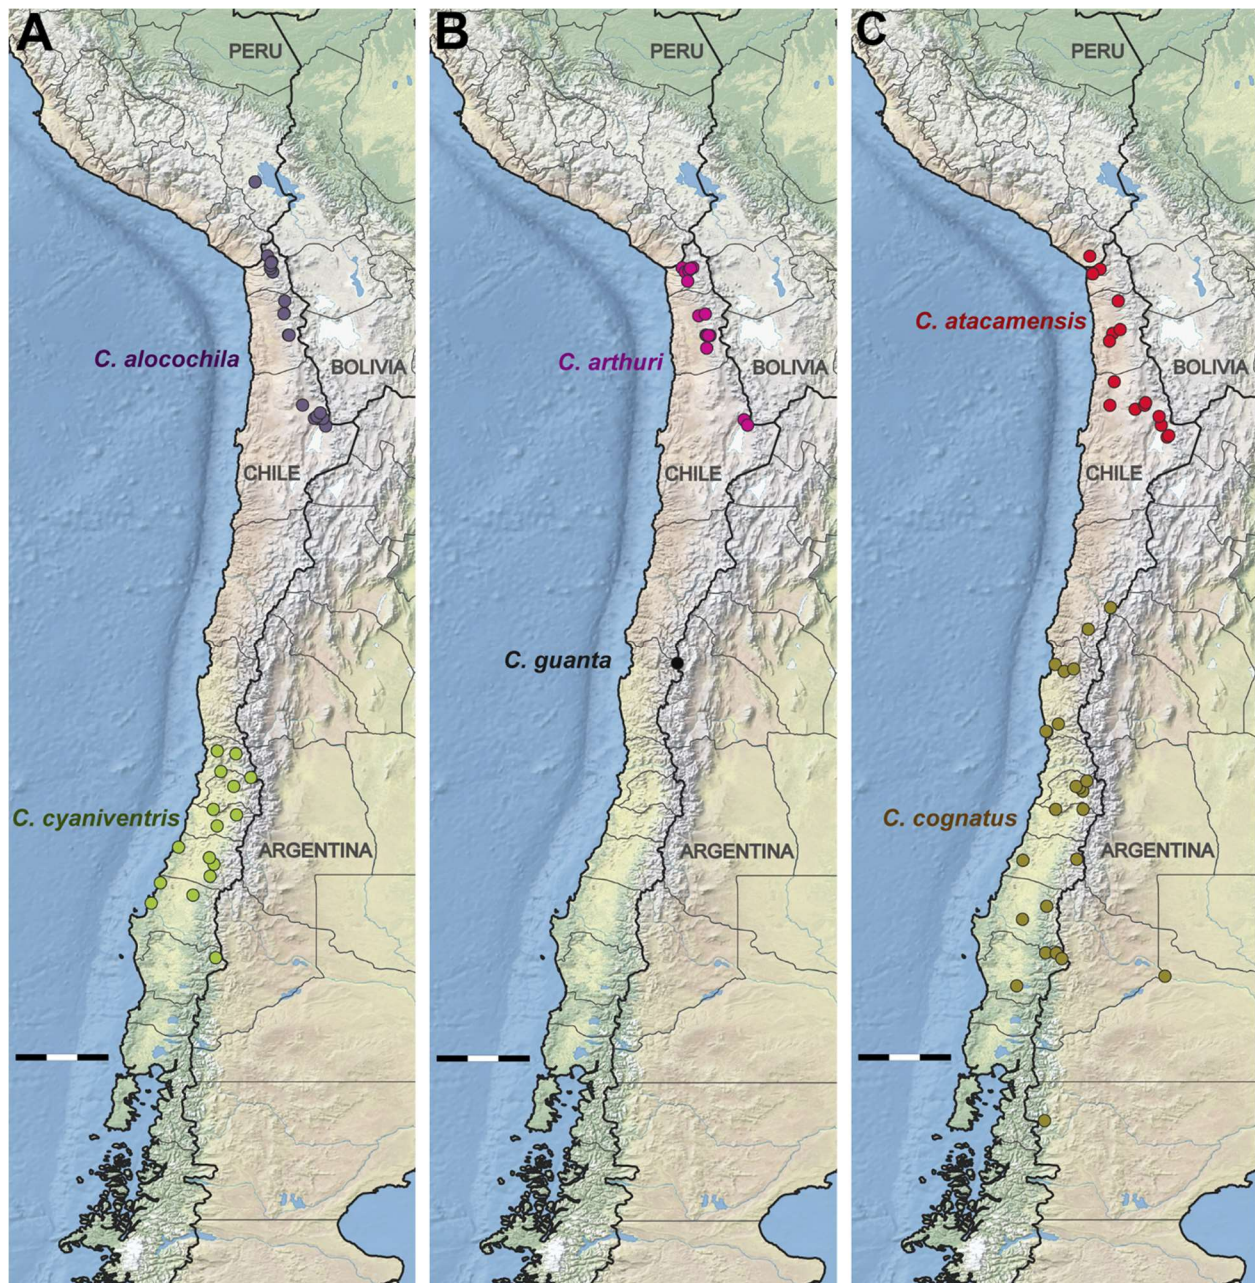 A
PERU
C. alocochila
BOLIVIA
CHILE
C. cyaniventris
ARGENTINA
B
PERU
C. arthuri
BOLIVIA
CHILE
C. guanta
ARGENTINA
C
PERU
C. atacamensis
BOLIVIA
CHILE
C. cognatus
ARGENTINA